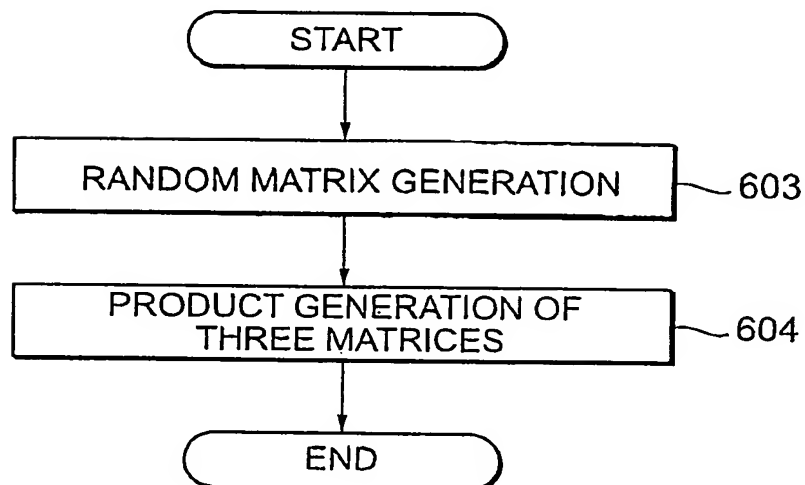 START
RANDOM MATRIX GENERATION
603
PRODUCT GENERATION OF
THREE MATRICES
604
END